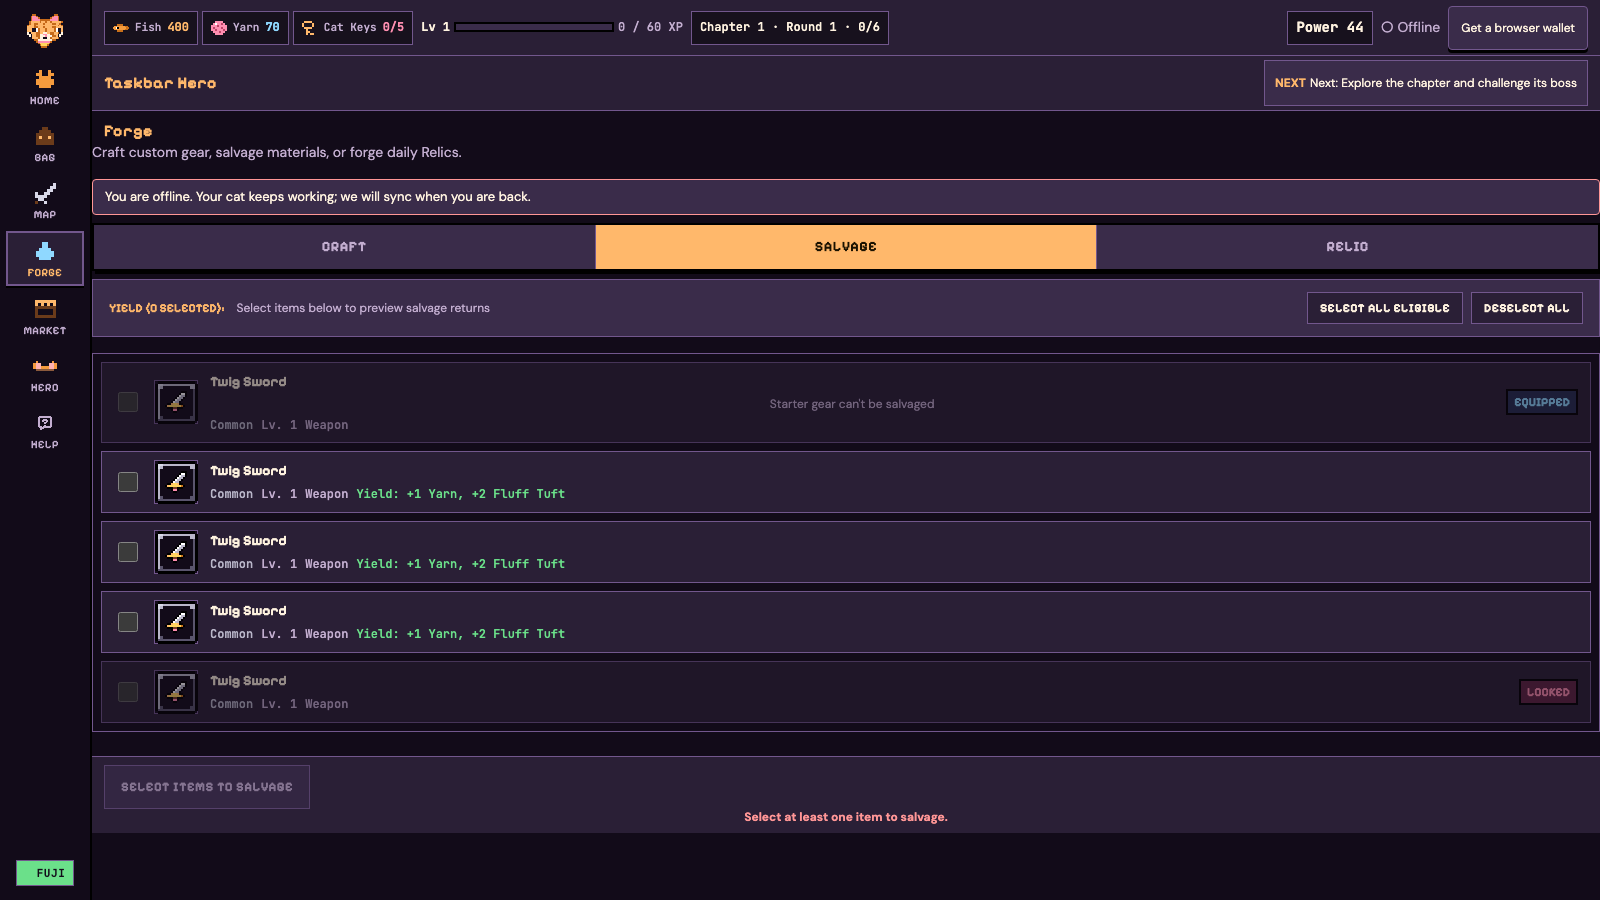 Fish 400
Yarn 70
Cat Keys 0/5
Lv 1
0 / 60 XP
Chapter 1 · Round 1 · 0/6
Power 44
Offline
Get a browser wallet
HOME
BAG
MAP
FORGE
MARKET
HERO
HELP
FUJI
Taskbar Hero
NEXT Next: Explore the chapter and challenge its boss
Forge
Craft custom gear, salvage materials, or forge daily Relics.
You are offline. Your cat keeps working; we will sync when you are back.
CRAFT
SALVAGE
RELIC
YIELD (0 SELECTED):
Select items below to preview salvage returns
SELECT ALL ELIGIBLE
DESELECT ALL
Twig Sword
Common Lv. 1 Weapon
Starter gear can't be salvaged
EQUIPPED
Twig Sword
Common Lv. 1 Weapon Yield: +1 Yarn, +2 Fluff Tuft
Twig Sword
Common Lv. 1 Weapon Yield: +1 Yarn, +2 Fluff Tuft
Twig Sword
Common Lv. 1 Weapon Yield: +1 Yarn, +2 Fluff Tuft
Twig Sword
Common Lv. 1 Weapon
LOCKED
SELECT ITEMS TO SALVAGE
Select at least one item to salvage.